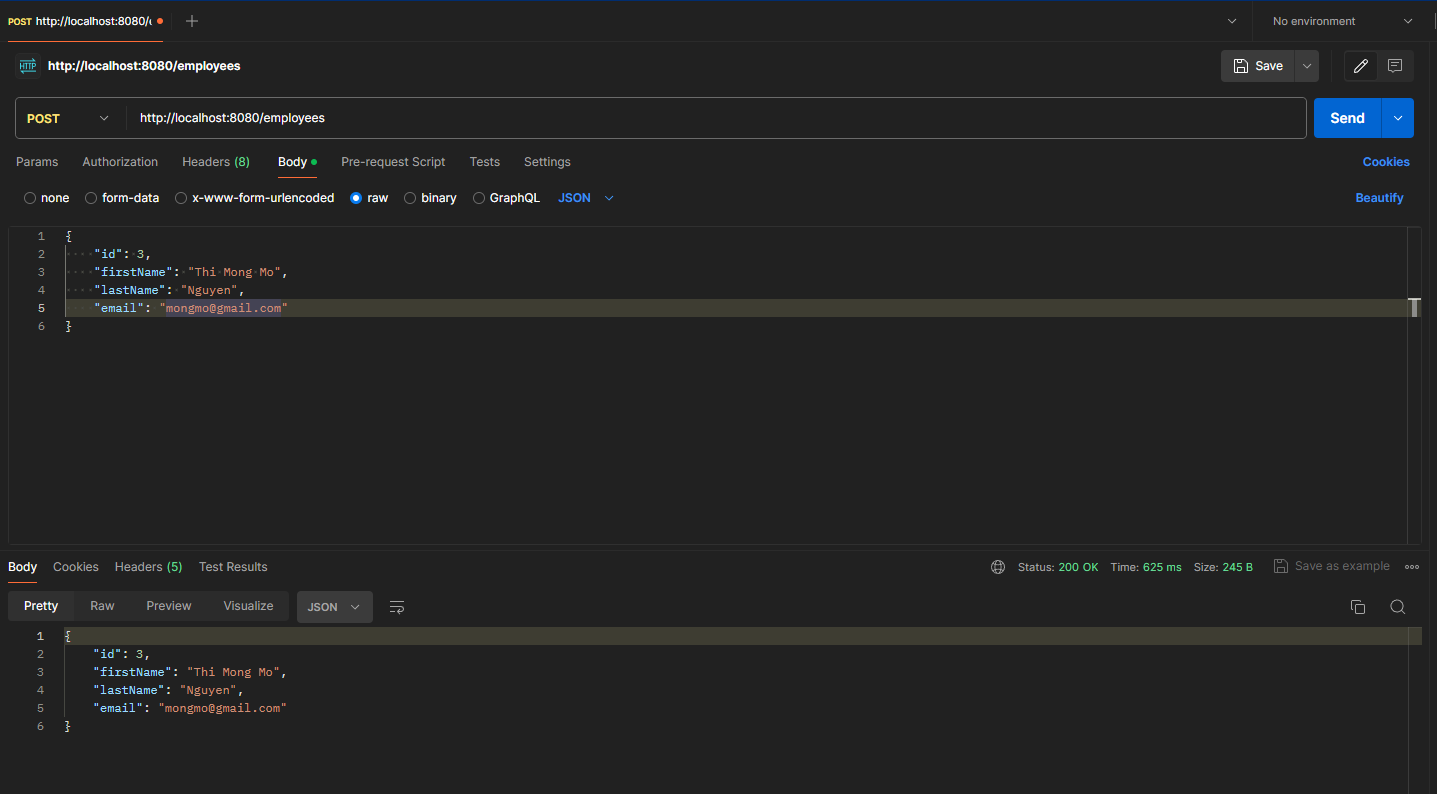 POST http://localhost:8080/
No environment
HTTP http://localhost:8080/employees
Save
POST http://localhost:8080/employees
Send
Params Authorization Headers (8) Body Pre-request Script Tests Settings Cookies
none form-data x-www-form-urlencoded raw binary GraphQL JSON Beautify
1 {
2 "id": 3,
3 "firstName": "Thi Mong Mo",
4 "lastName": "Nguyen",
5 "email": "mongmo@gmail.com"
6 }
Body Cookies Headers (5) Test Results Status: 200 OK Time: 625 ms Size: 245 B Save as example
Pretty Raw Preview Visualize JSON
1 {
2 "id": 3,
3 "firstName": "Thi Mong Mo",
4 "lastName": "Nguyen",
5 "email": "mongmo@gmail.com"
6 }